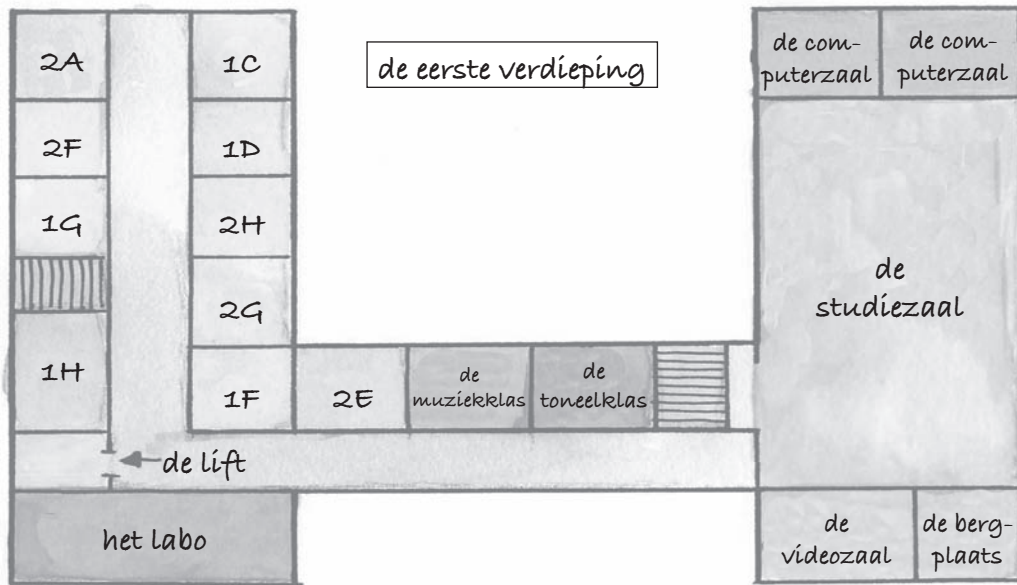 de eerste verdieping
2A
1C
2F
1D
1G
2H
2G
1H
1F
2E
de
muziekklas
de
toneelklas
de lift
het labo
de com-
puterzaal
de com-
puterzaal
de
studiezaal
de
videozaal
de berg-
plaats